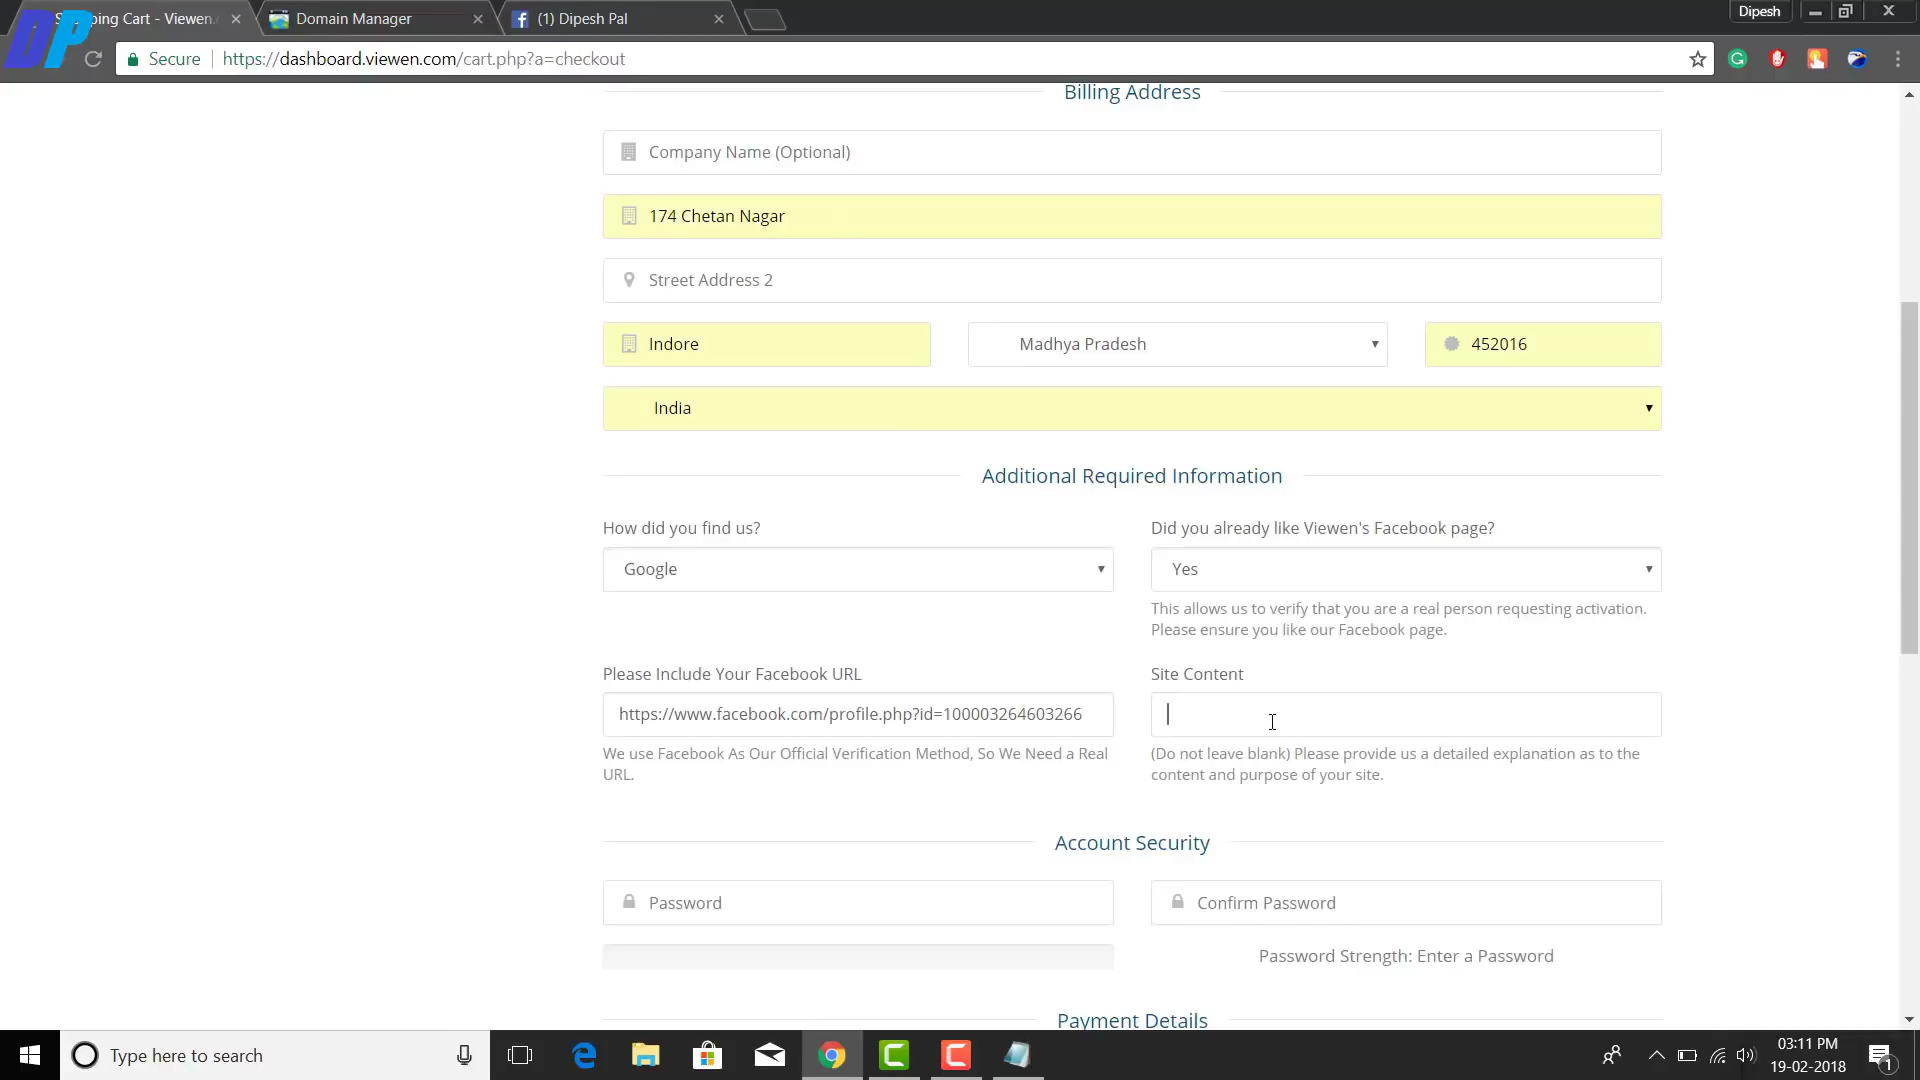 Shopping Cart - Viewen.
Domain Manager
(1) Dipesh Pal
Dipesh
DP
Secure
https://dashboard.viewen.com/cart.php?a=checkout
Billing Address
Company Name (Optional)
174 Chetan Nagar
Street Address 2
Indore
Madhya Pradesh
452016
India
Additional Required Information
How did you find us?
Did you already like Viewen's Facebook page?
Google
Yes
This allows us to verify that you are a real person requesting activation.
Please ensure you like our Facebook page.
Please Include Your Facebook URL
Site Content
https://www.facebook.com/profile.php?id=100003264603266
We use Facebook As Our Official Verification Method, So We Need a Real
URL.
(Do not leave blank) Please provide us a detailed explanation as to the
content and purpose of your site.
Account Security
Password
Confirm Password
Password Strength: Enter a Password
Payment Details
Type here to search
03:11 PM
19-02-2018
1